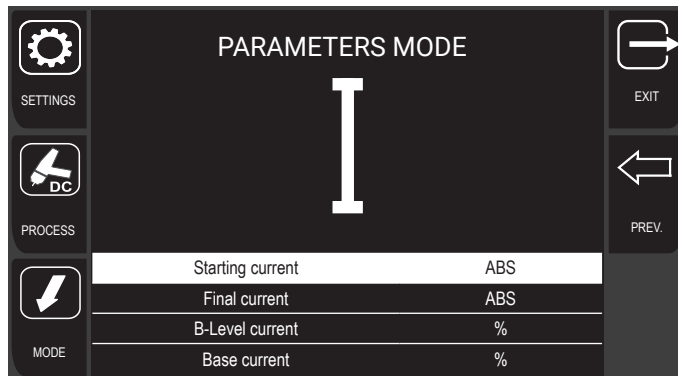 PARAMETERS MODE
SETTINGS
EXIT
DC
PROCESS
PREV.
Starting current ABS
Final current ABS
B-Level current %
Base current %
MODE